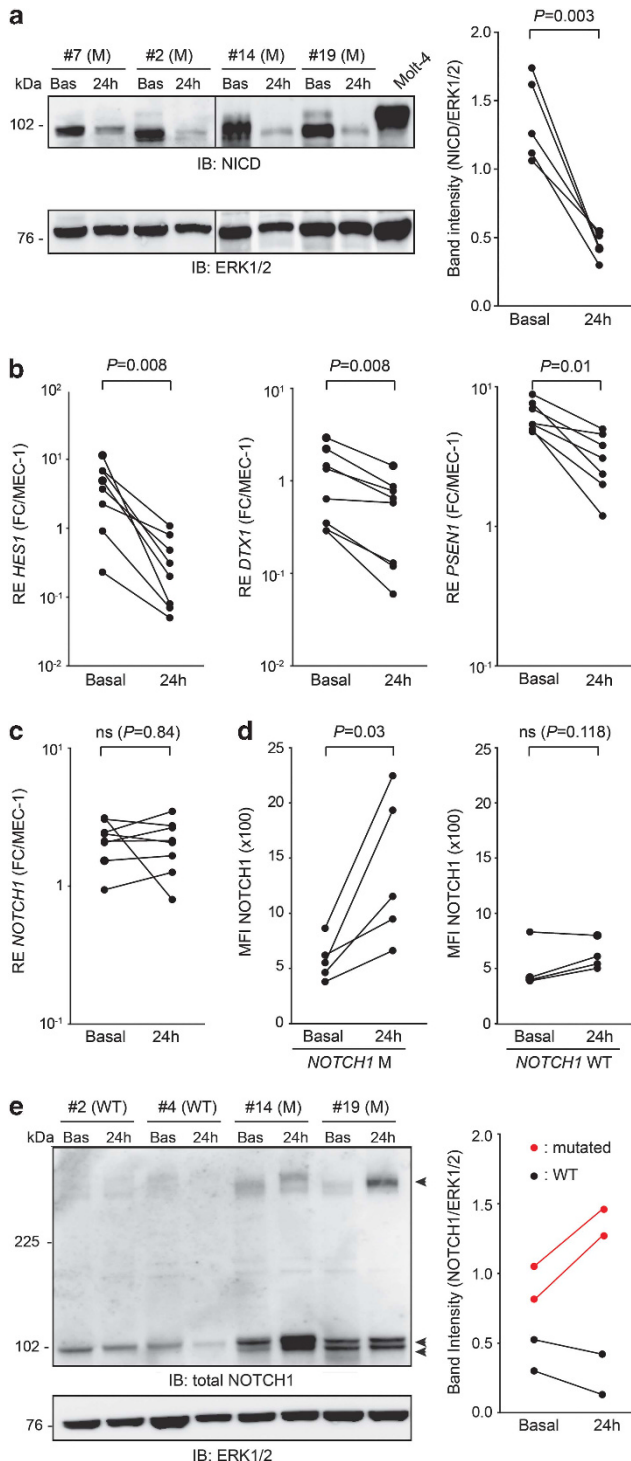 a
#7 (M) #2 (M) #14 (M) #19 (M) Molt-4
kDa Bas 24h Bas 24h Bas 24h Bas 24h
102 -
IB: NICD
76 -
IB: ERK1/2
P=0.003
Band intensity (NICD/ERK1/2)
2.0
1.5
1.0
0.5
0.0
Basal 24h
b
P=0.008
RE HES1 (FC/MEC-1)
10²
10¹
1
10⁻¹
10⁻²
Basal 24h
P=0.008
RE DTX1 (FC/MEC-1)
10¹
1
10⁻¹
10⁻²
Basal 24h
P=0.01
RE PSEN1 (FC/MEC-1)
10¹
1
10⁻¹
Basal 24h
c
ns (P=0.84)
RE NOTCH1 (FC/MEC-1)
10¹
1
10⁻¹
Basal 24h
d
P=0.03
MFI NOTCH1 (x100)
25
20
15
10
5
0
Basal 24h
NOTCH1 M
ns (P=0.118)
MFI NOTCH1 (x100)
25
20
15
10
5
0
Basal 24h
NOTCH1 WT
e
#2 (WT) #4 (WT) #14 (M) #19 (M)
kDa Bas 24h Bas 24h Bas 24h Bas 24h
225 -
102 -
IB: total NOTCH1
76 -
IB: ERK1/2
Band Intensity (NOTCH1/ERK1/2)
2.0
1.5
1.0
0.5
0.0
: mutated
: WT
Basal 24h